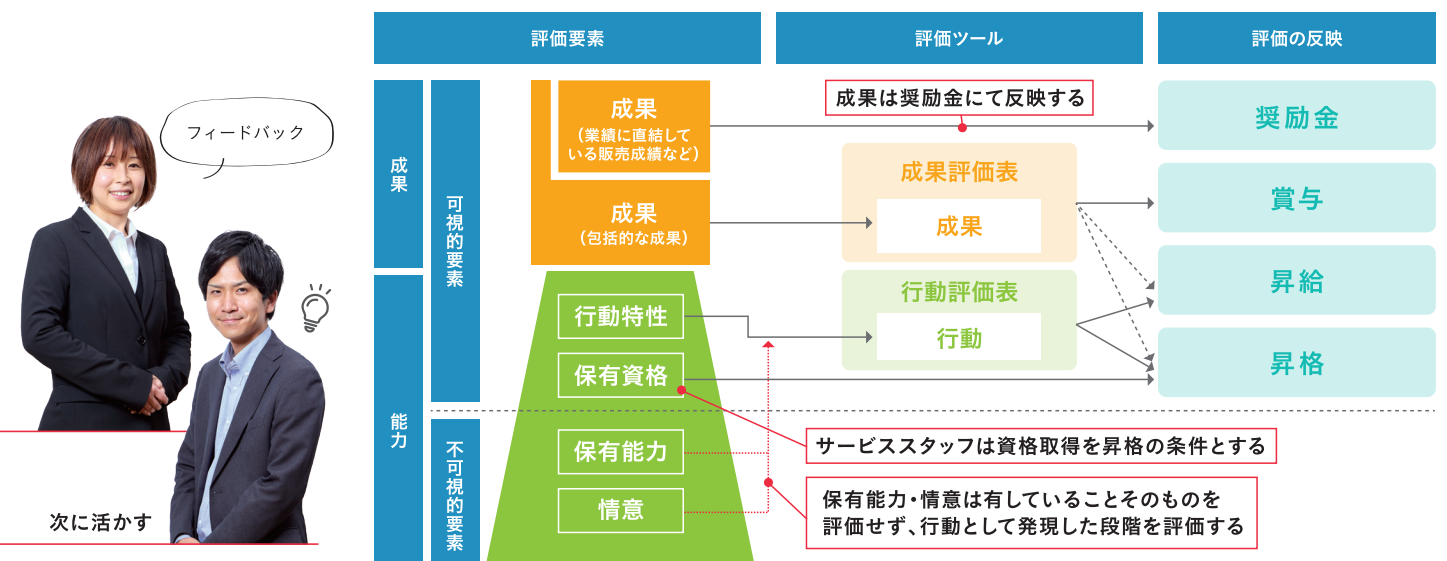 フィードバック
次に活かす
評価要素
評価ツール
評価の反映
成果
能力
可視的要素
不可視的要素
成果
（業績に直結して
いる販売成績など）
成果
（包括的な成果）
行動特性
保有資格
保有能力
情意
成果は奨励金にて反映する
成果評価表
成果
行動評価表
行動
奨励金
賞与
昇給
昇格
サービススタッフは資格取得を昇格の条件とする
保有能力・情意は有していることそのものを
評価せず、行動として発現した段階を評価する